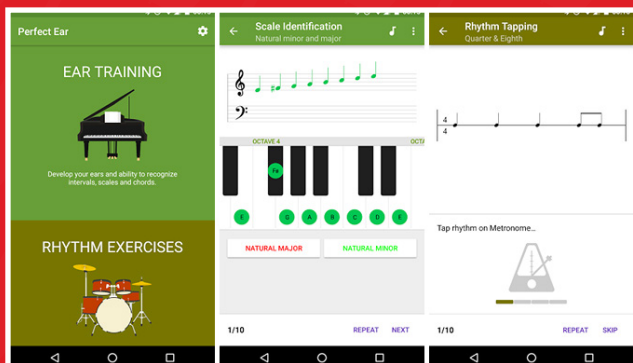 Perfect Ear
EAR TRAINING
Develop your ears and ability to recognize
intervals, scales and chords.
RHYTHM EXERCISES
Scale Identification
Natural minor and major
OCTAVE 4
OCTA
Fs
E G A B C D E
NATURAL MAJOR NATURAL MINOR
1/10 REPEAT NEXT
Rhythm Tapping
Quarter & Eighth
4
4
Tap rhythm on Metronome...
1/10 REPEAT SKIP